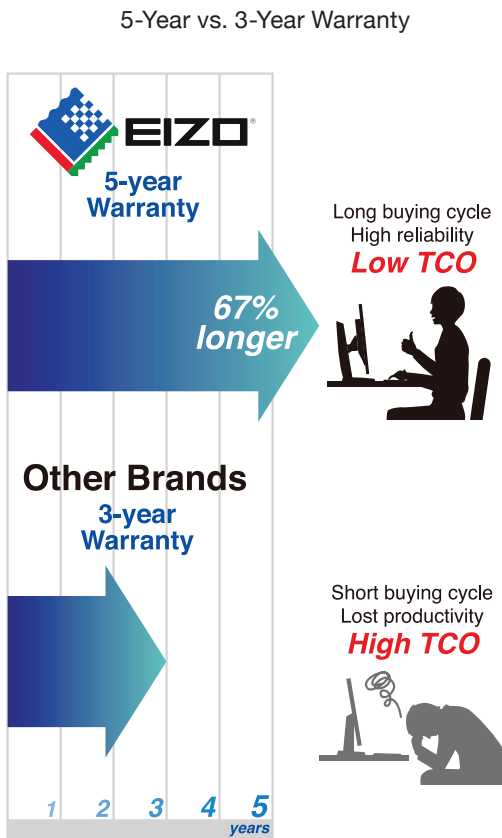 5-Year vs. 3-Year Warranty
EIZO®
5-year
Warranty
67%
longer
Long buying cycle
High reliability
Low TCO
Other Brands
3-year
Warranty
Short buying cycle
Lost productivity
High TCO
1 2 3 4 5
years